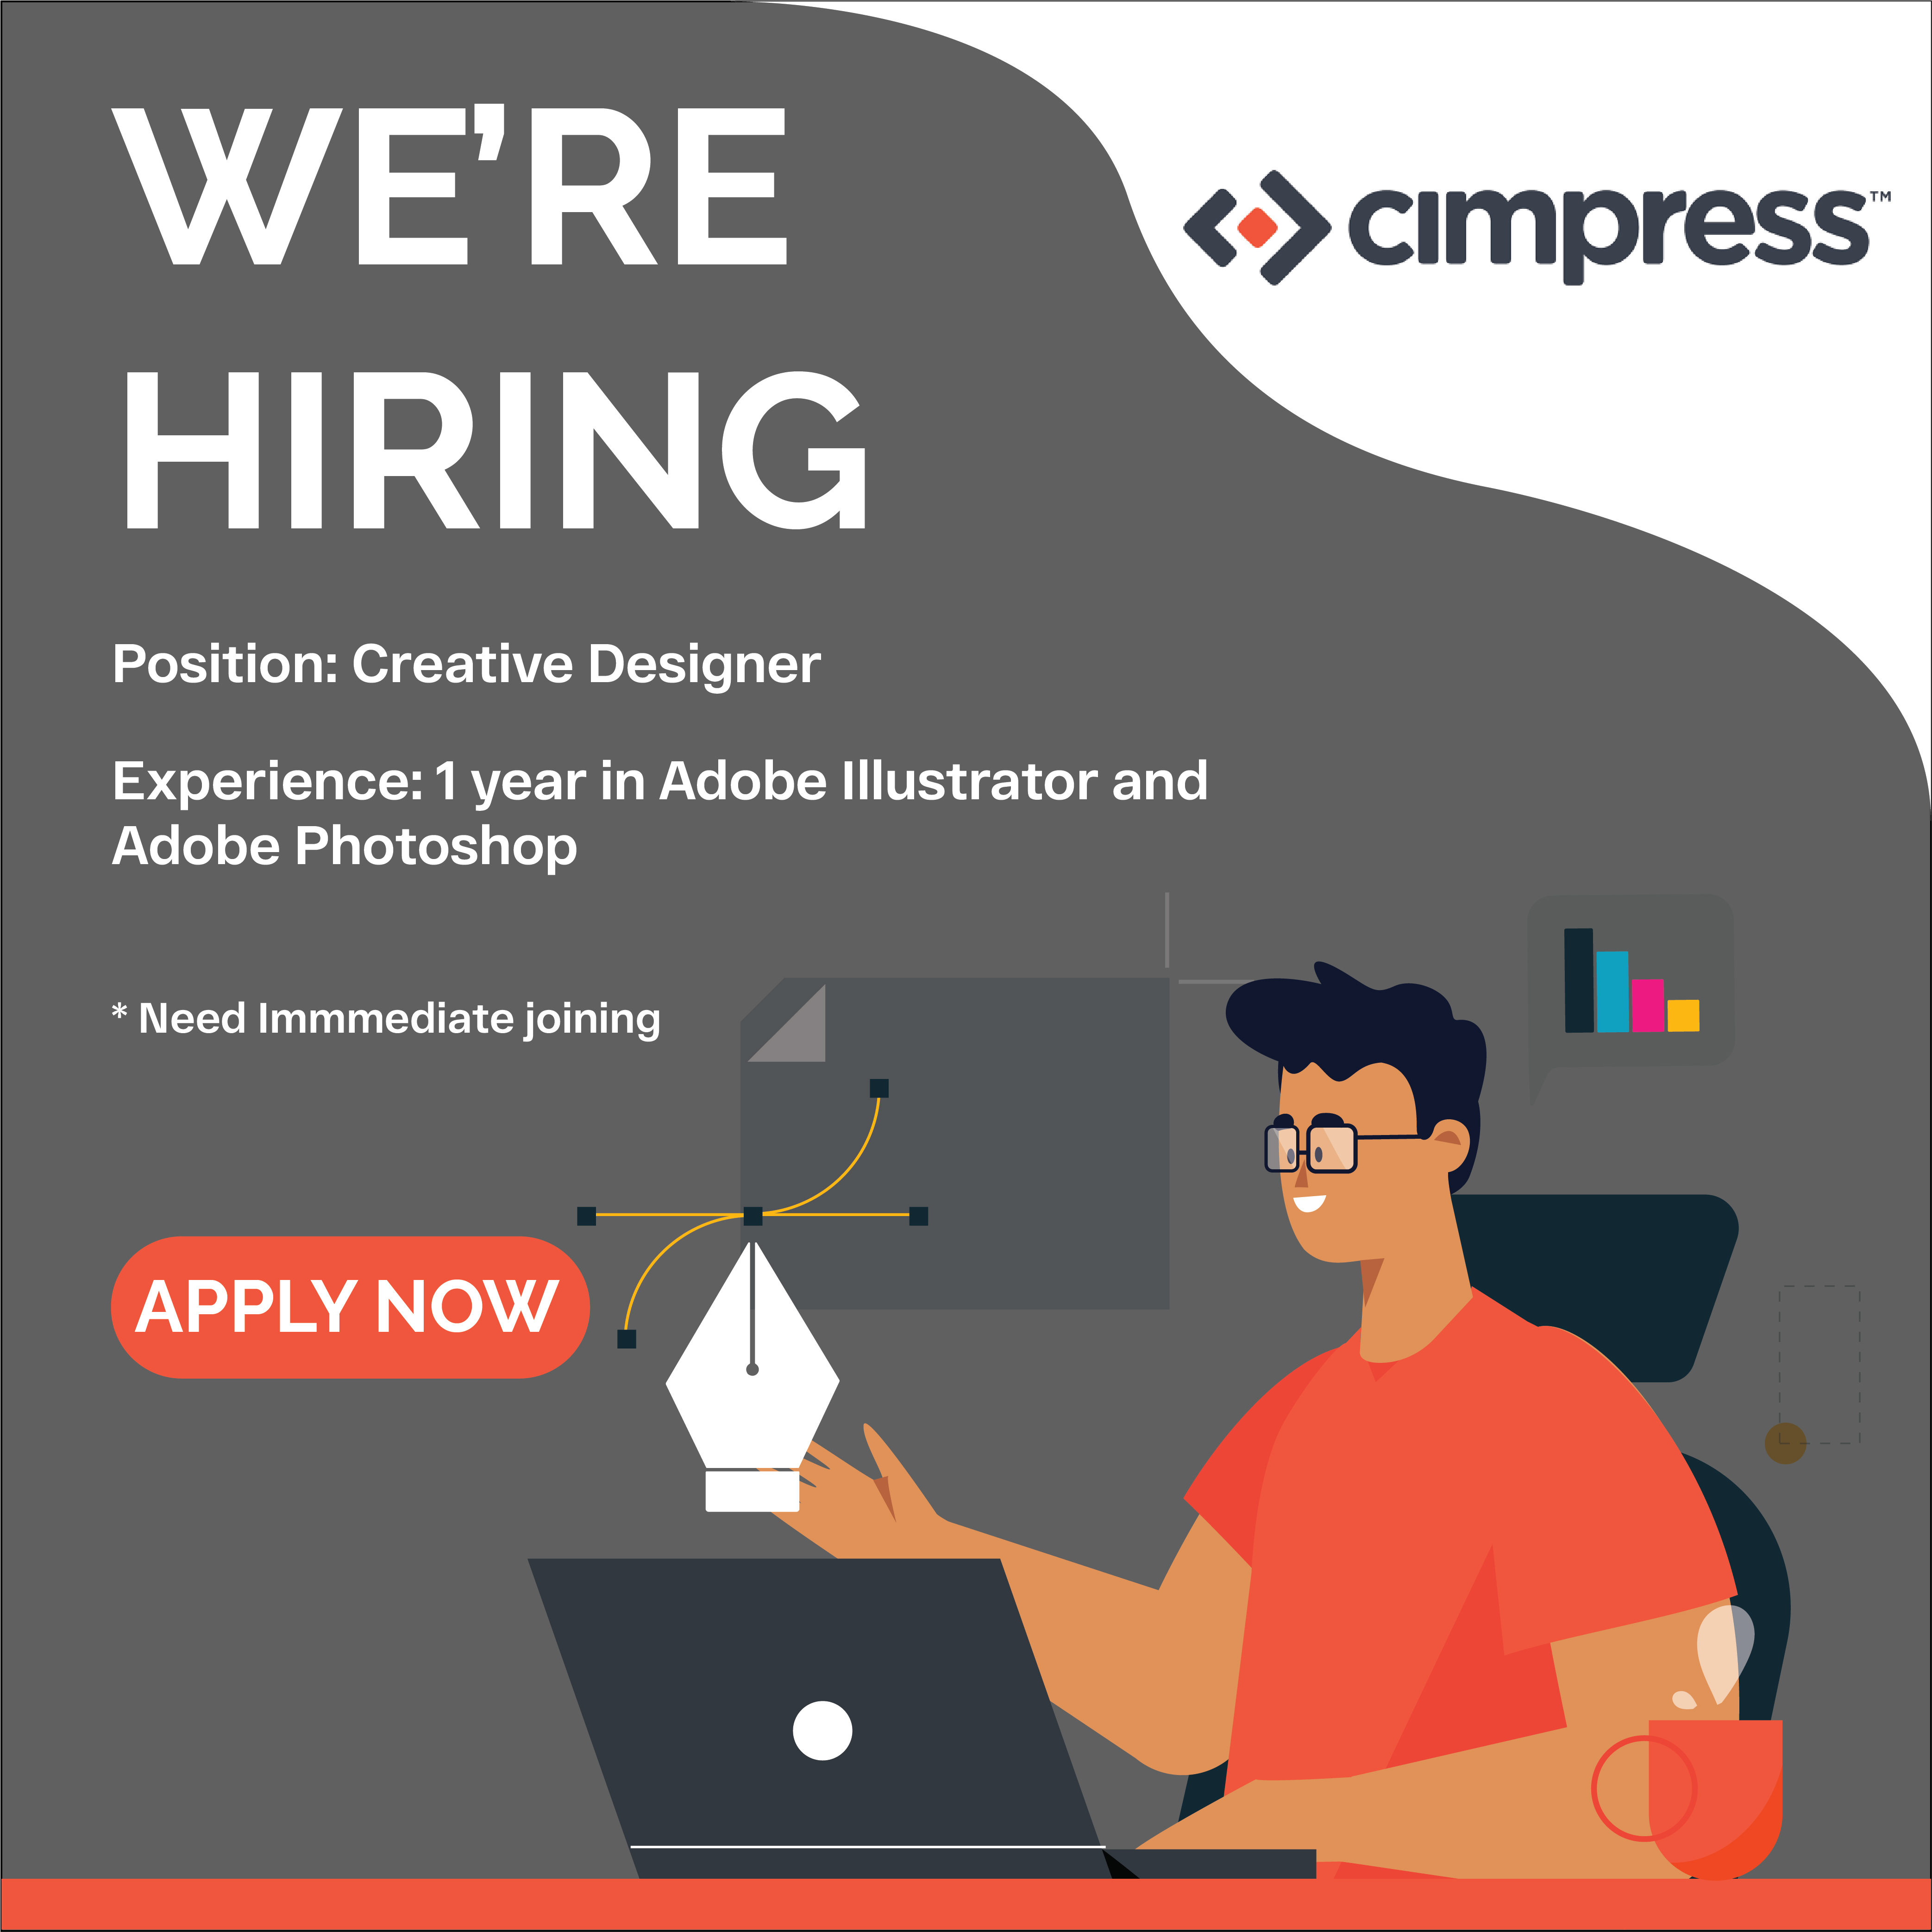 WE'RE
HIRING
cimpress™
Position: Creative Designer
Experience: 1 year in Adobe Illustrator and
Adobe Photoshop
* Need Immmediate joining
APPLY NOW